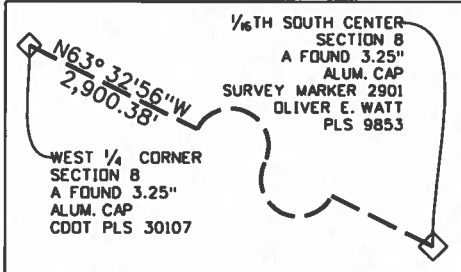 1/16TH SOUTH CENTER
SECTION 8
A FOUND 3.25"
ALUM. CAP
SURVEY MARKER 2901
OLIVER E. WATT
PLS 9853
N63° 32'56"W
2,900.38'
WEST 1/4 CORNER
SECTION 8
A FOUND 3.25"
ALUM. CAP
CDOT PLS 30107